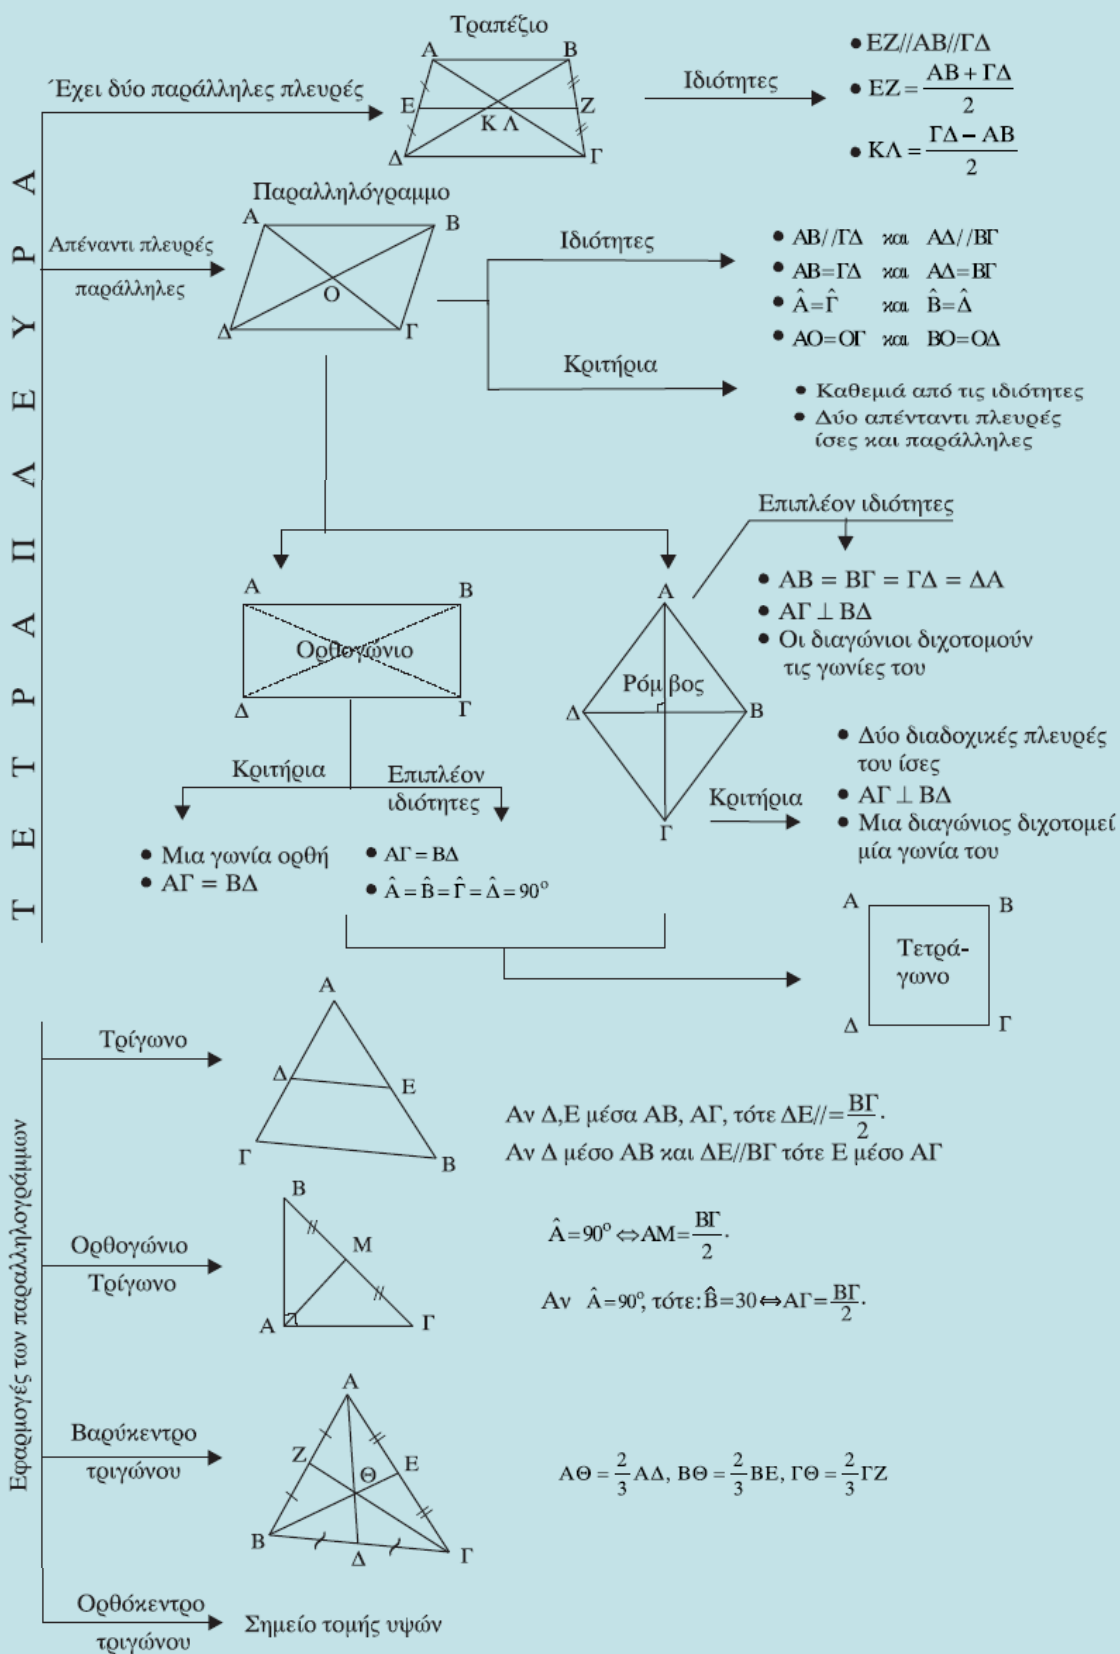 ΤΕΤΡΑΠΛΕΥΡΑ
Έχει δύο παράλληλες πλευρές
Τραπέζιο
Α Β
Ε Ζ
Κ Λ
Δ Γ
Ιδιότητες
• ΕΖ//ΑΒ//ΓΔ
• ΕΖ = (ΑΒ + ΓΔ)/2
• ΚΛ = (ΓΔ – ΑΒ)/2
Απέναντι πλευρές
παράλληλες
Παραλληλόγραμμο
Α Β
Ο
Δ Γ
Ιδιότητες
• ΑΒ//ΓΔ και ΑΔ//ΒΓ
• ΑΒ=ΓΔ και ΑΔ=ΒΓ
• Â=Γ̂ και Β̂=Δ̂
• ΑΟ=ΟΓ και ΒΟ=ΟΔ
Κριτήρια
• Καθεμιά από τις ιδιότητες
• Δύο απένταντι πλευρές
ίσες και παράλληλες
Α Β
Ορθογώνιο
Δ Γ
Κριτήρια
• Μια γωνία ορθή
• ΑΓ = ΒΔ
Επιπλέον
ιδιότητες
• ΑΓ = ΒΔ
• Â = Β̂ = Γ̂ = Δ̂ = 90°
Επιπλέον ιδιότητες
• ΑΒ = ΒΓ = ΓΔ = ΔΑ
• ΑΓ ⊥ ΒΔ
• Οι διαγώνιοι διχοτομούν
τις γωνίες του
Α
Ρόμβος
Δ Β
Γ
Κριτήρια
• Δύο διαδοχικές πλευρές
του ίσες
• ΑΓ ⊥ ΒΔ
• Μια διαγώνιος διχοτομεί
μία γωνία του
Α Β
Τετρά-
γωνο
Δ Γ
Εφαρμογές των παραλληλογράμμων
Τρίγωνο
Α
Δ Ε
Γ Β
Αν Δ,Ε μέσα ΑΒ, ΑΓ, τότε ΔΕ//= ΒΓ/2.
Αν Δ μέσο ΑΒ και ΔΕ//ΒΓ τότε Ε μέσο ΑΓ
Ορθογώνιο
Τρίγωνο
Β
Μ
Α Γ
Â = 90° ⇔ ΑΜ = ΒΓ/2.
Αν Â = 90°, τότε: Β̂ = 30 ⇔ ΑΓ = ΒΓ/2.
Βαρύκεντρο
τριγώνου
Α
Ζ Ε
Θ
Β Δ Γ
ΑΘ = 2/3 ΑΔ, ΒΘ = 2/3 ΒΕ, ΓΘ = 2/3 ΓΖ
Ορθόκεντρο
τριγώνου
Σημείο τομής υψών